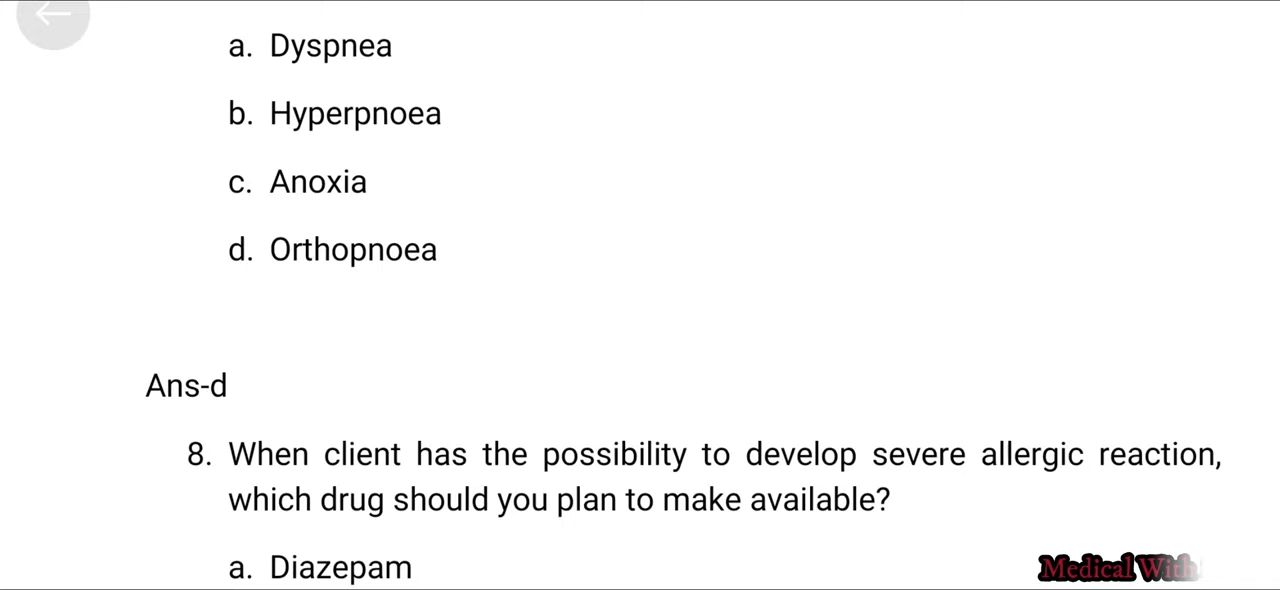 a. Dyspnea
b. Hyperpnoea
c. Anoxia
d. Orthopnoea
Ans-d
8. When client has the possibility to develop severe allergic reaction,
which drug should you plan to make available?
a. Diazepam
Medical With